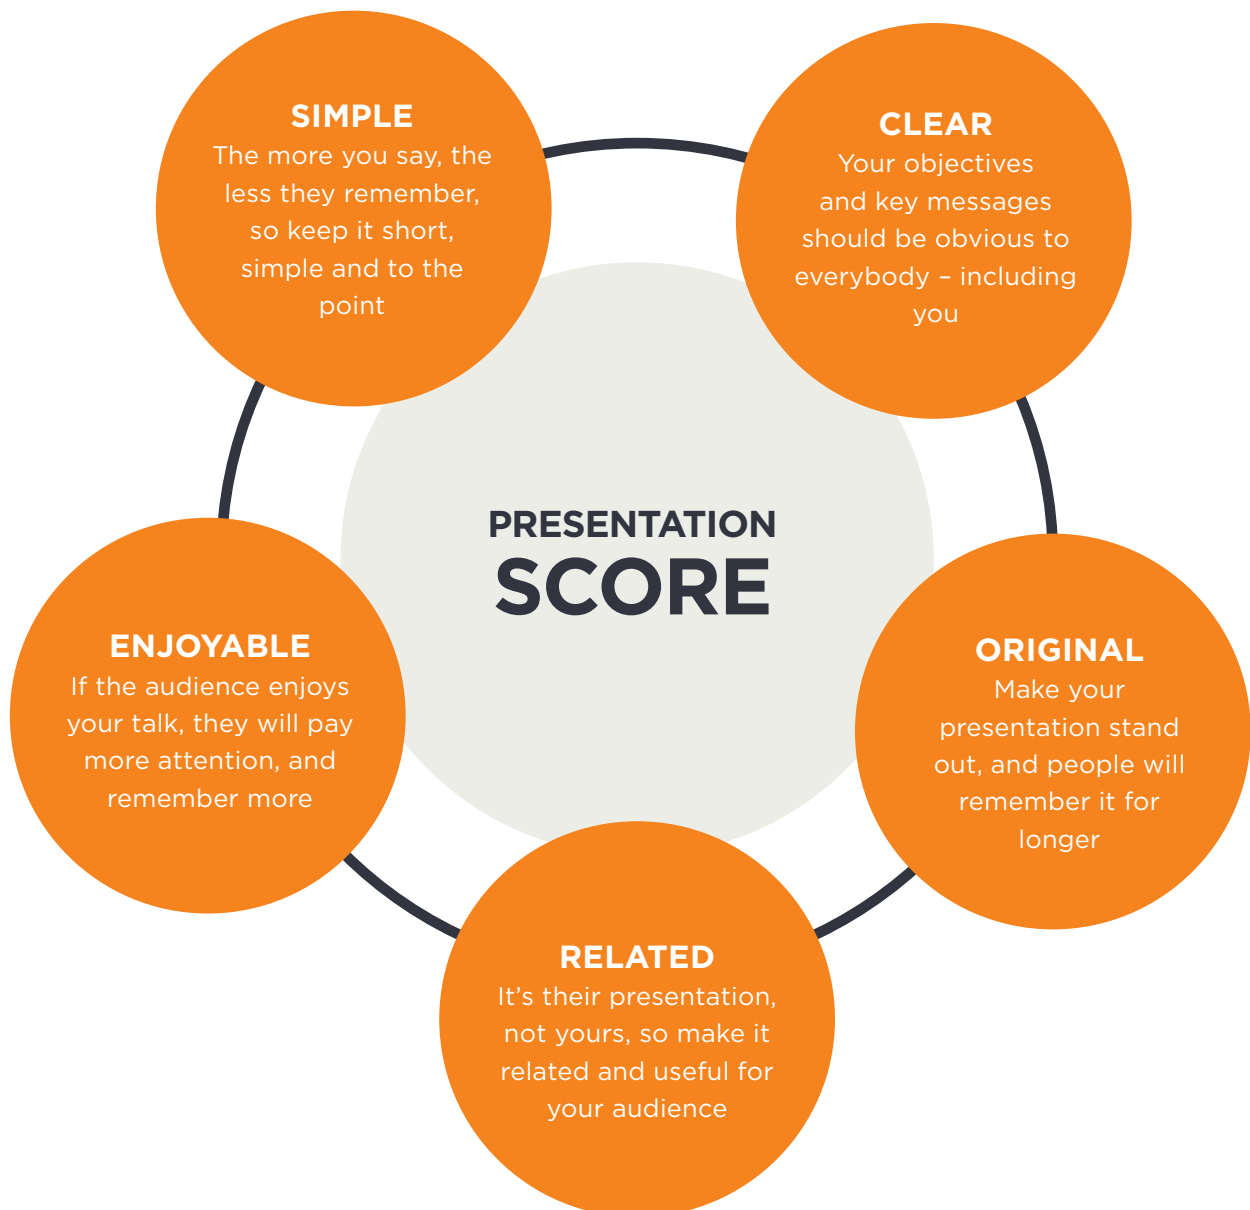 SIMPLE
The more you say, the
less they remember,
so keep it short,
simple and to the
point
CLEAR
Your objectives
and key messages
should be obvious to
everybody – including
you
PRESENTATION
SCORE
ENJOYABLE
If the audience enjoys
your talk, they will pay
more attention, and
remember more
ORIGINAL
Make your
presentation stand
out, and people will
remember it for
longer
RELATED
It’s their presentation,
not yours, so make it
related and useful for
your audience